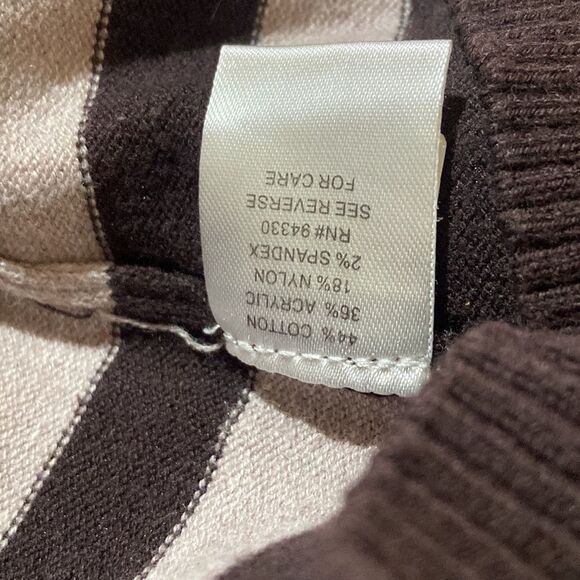 44% COTTON
36% ACRYLIC
18% NYLON
2% SPANDEX
RN# 94330
SEE REVERSE
FOR CARE